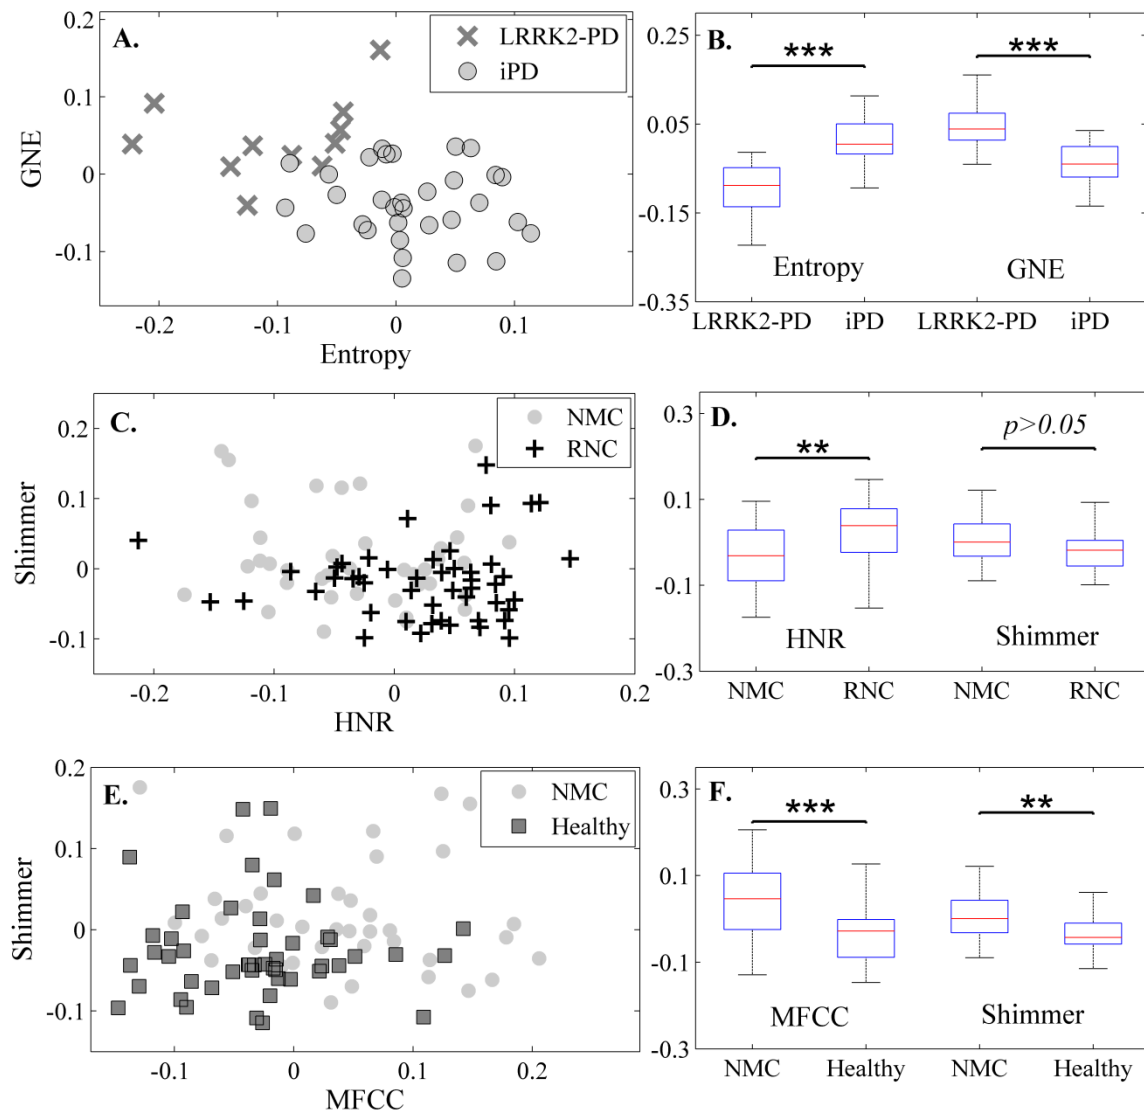 A.
LRRK2-PD
iPD
0.2
0.1
0
-0.1
GNE
-0.2
-0.1
0
0.1
Entropy
B.
***
***
0.25
0.05
-0.15
-0.35
Entropy
GNE
LRRK2-PD
iPD
LRRK2-PD
iPD
C.
NMC
RNC
0.2
0.1
0
-0.1
Shimmer
-0.2
-0.1
0
0.1
0.2
HNR
D.
**
p>0.05
0.3
0.1
-0.1
-0.3
HNR
Shimmer
NMC
RNC
NMC
RNC
E.
NMC
Healthy
0.2
0.1
0
-0.1
Shimmer
-0.1
0
0.1
0.2
MFCC
F.
***
**
0.3
0.1
-0.1
-0.3
MFCC
Shimmer
NMC
Healthy
NMC
Healthy